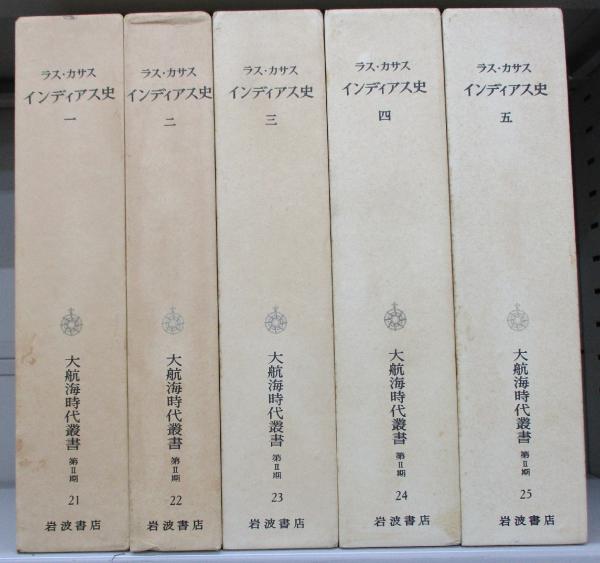 ラス・カサス
インディアス史
一
大航海時代叢書 第II期
21
岩波書店
ラス・カサス
インディアス史
二
大航海時代叢書 第II期
22
岩波書店
ラス・カサス
インディアス史
三
大航海時代叢書 第II期
23
岩波書店
ラス・カサス
インディアス史
四
大航海時代叢書 第II期
24
岩波書店
ラス・カサス
インディアス史
五
大航海時代叢書 第II期
25
岩波書店